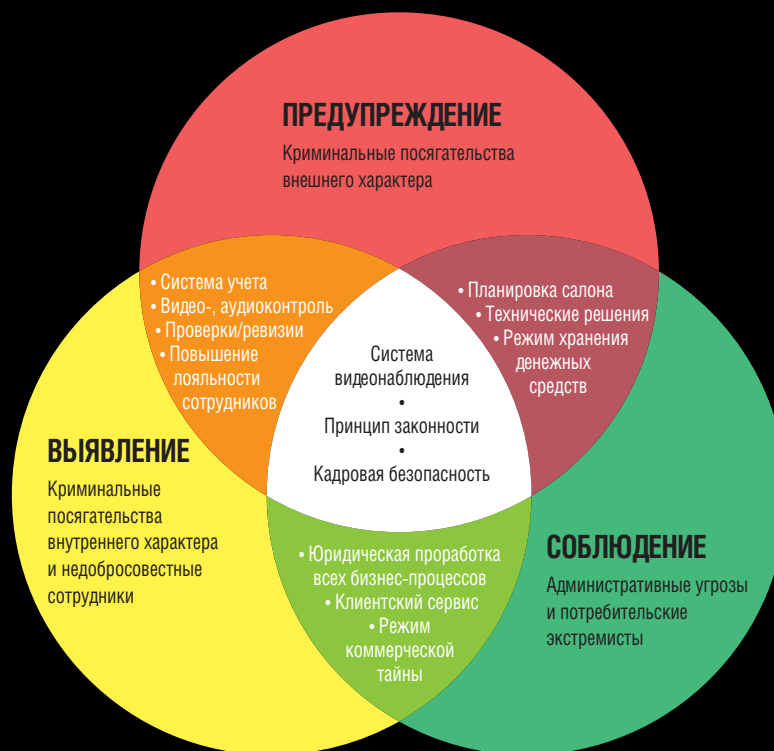 ПРЕДУПРЕЖДЕНИЕ
Криминальные посягательства
внешнего характера
• Система учета
• Видео-, аудиоконтроль
• Проверки/ревизии
• Повышение
лояльности
сотрудников
• Планировка салона
• Технические решения
• Режим хранения
денежных
средств
Система
видеонаблюдения
•
Принцип законности
•
Кадровая безопасность
ВЫЯВЛЕНИЕ
Криминальные
посягательства
внутреннего характера
и недобросовестные
сотрудники
• Юридическая проработка
всех бизнес-процессов
• Клиентский сервис
• Режим
коммерческой
тайны
СОБЛЮДЕНИЕ
Административные угрозы
и потребительские
экстремисты